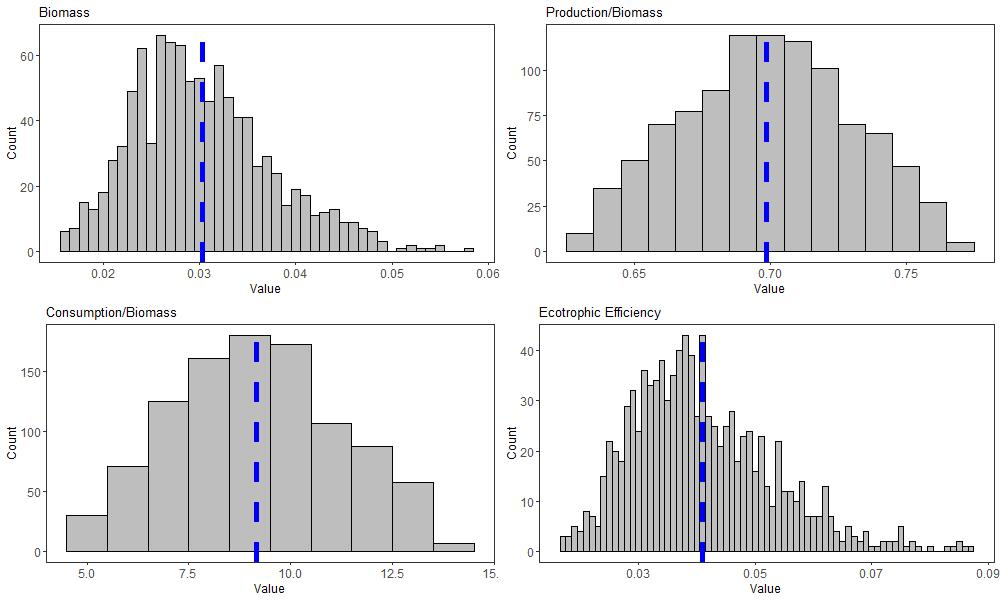 Biomass
Count
60
40
20
0
0.02 0.03 0.04 0.05 0.06
Value
Production/Biomass
Count
100
75
50
25
0
0.65 0.70 0.75
Value
Consumption/Biomass
Count
150
100
50
0
5.0 7.5 10.0 12.5 15.
Value
Ecotrophic Efficiency
Count
40
30
20
10
0
0.03 0.05 0.07 0.09
Value